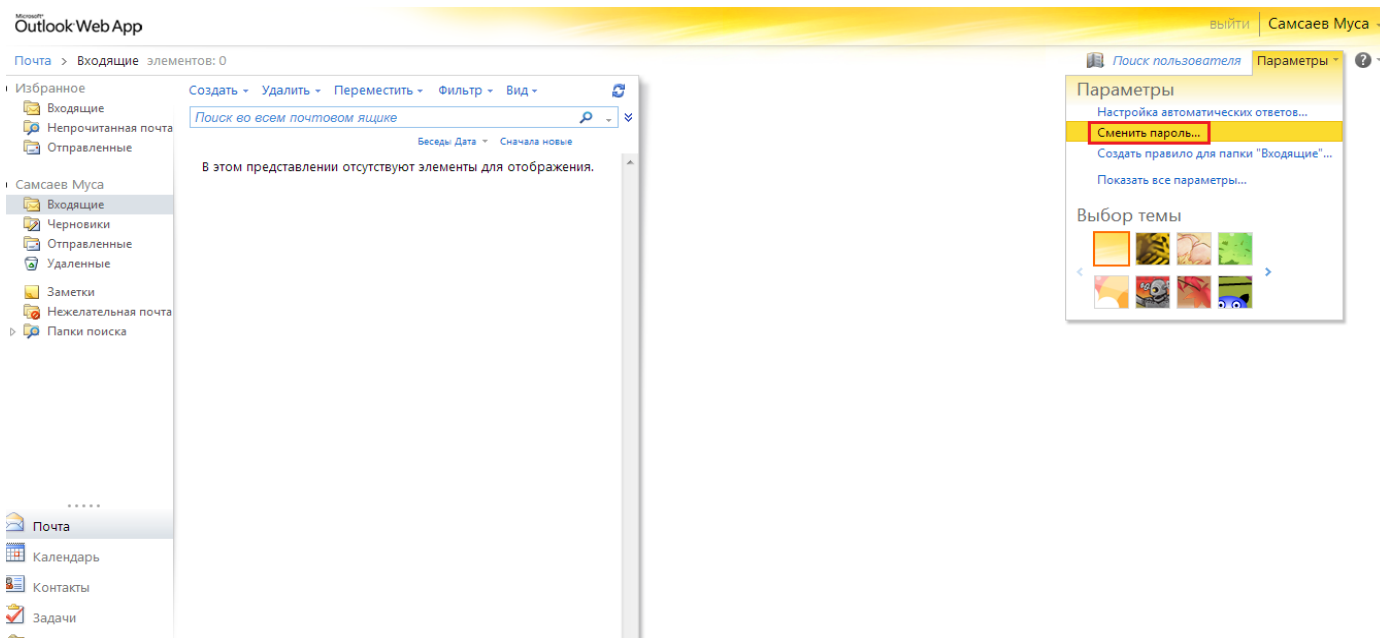 Microsoft
Outlook Web App
выйти Самсаев Муса
Почта > Входящие элементов: 0
Поиск пользователя Параметры
Избранное
Входящие
Непрочитанная почта
Отправленные
Самсаев Муса
Входящие
Черновики
Отправленные
Удаленные
Заметки
Нежелательная почта
Папки поиска
Почта
Календарь
Контакты
Задачи
Создать Удалить Переместить Фильтр Вид
Поиск во всем почтовом ящике
Беседы Дата Сначала новые
В этом представлении отсутствуют элементы для отображения.
Параметры
Настройка автоматических ответов...
Сменить пароль...
Создать правило для папки "Входящие"...
Показать все параметры...
Выбор темы